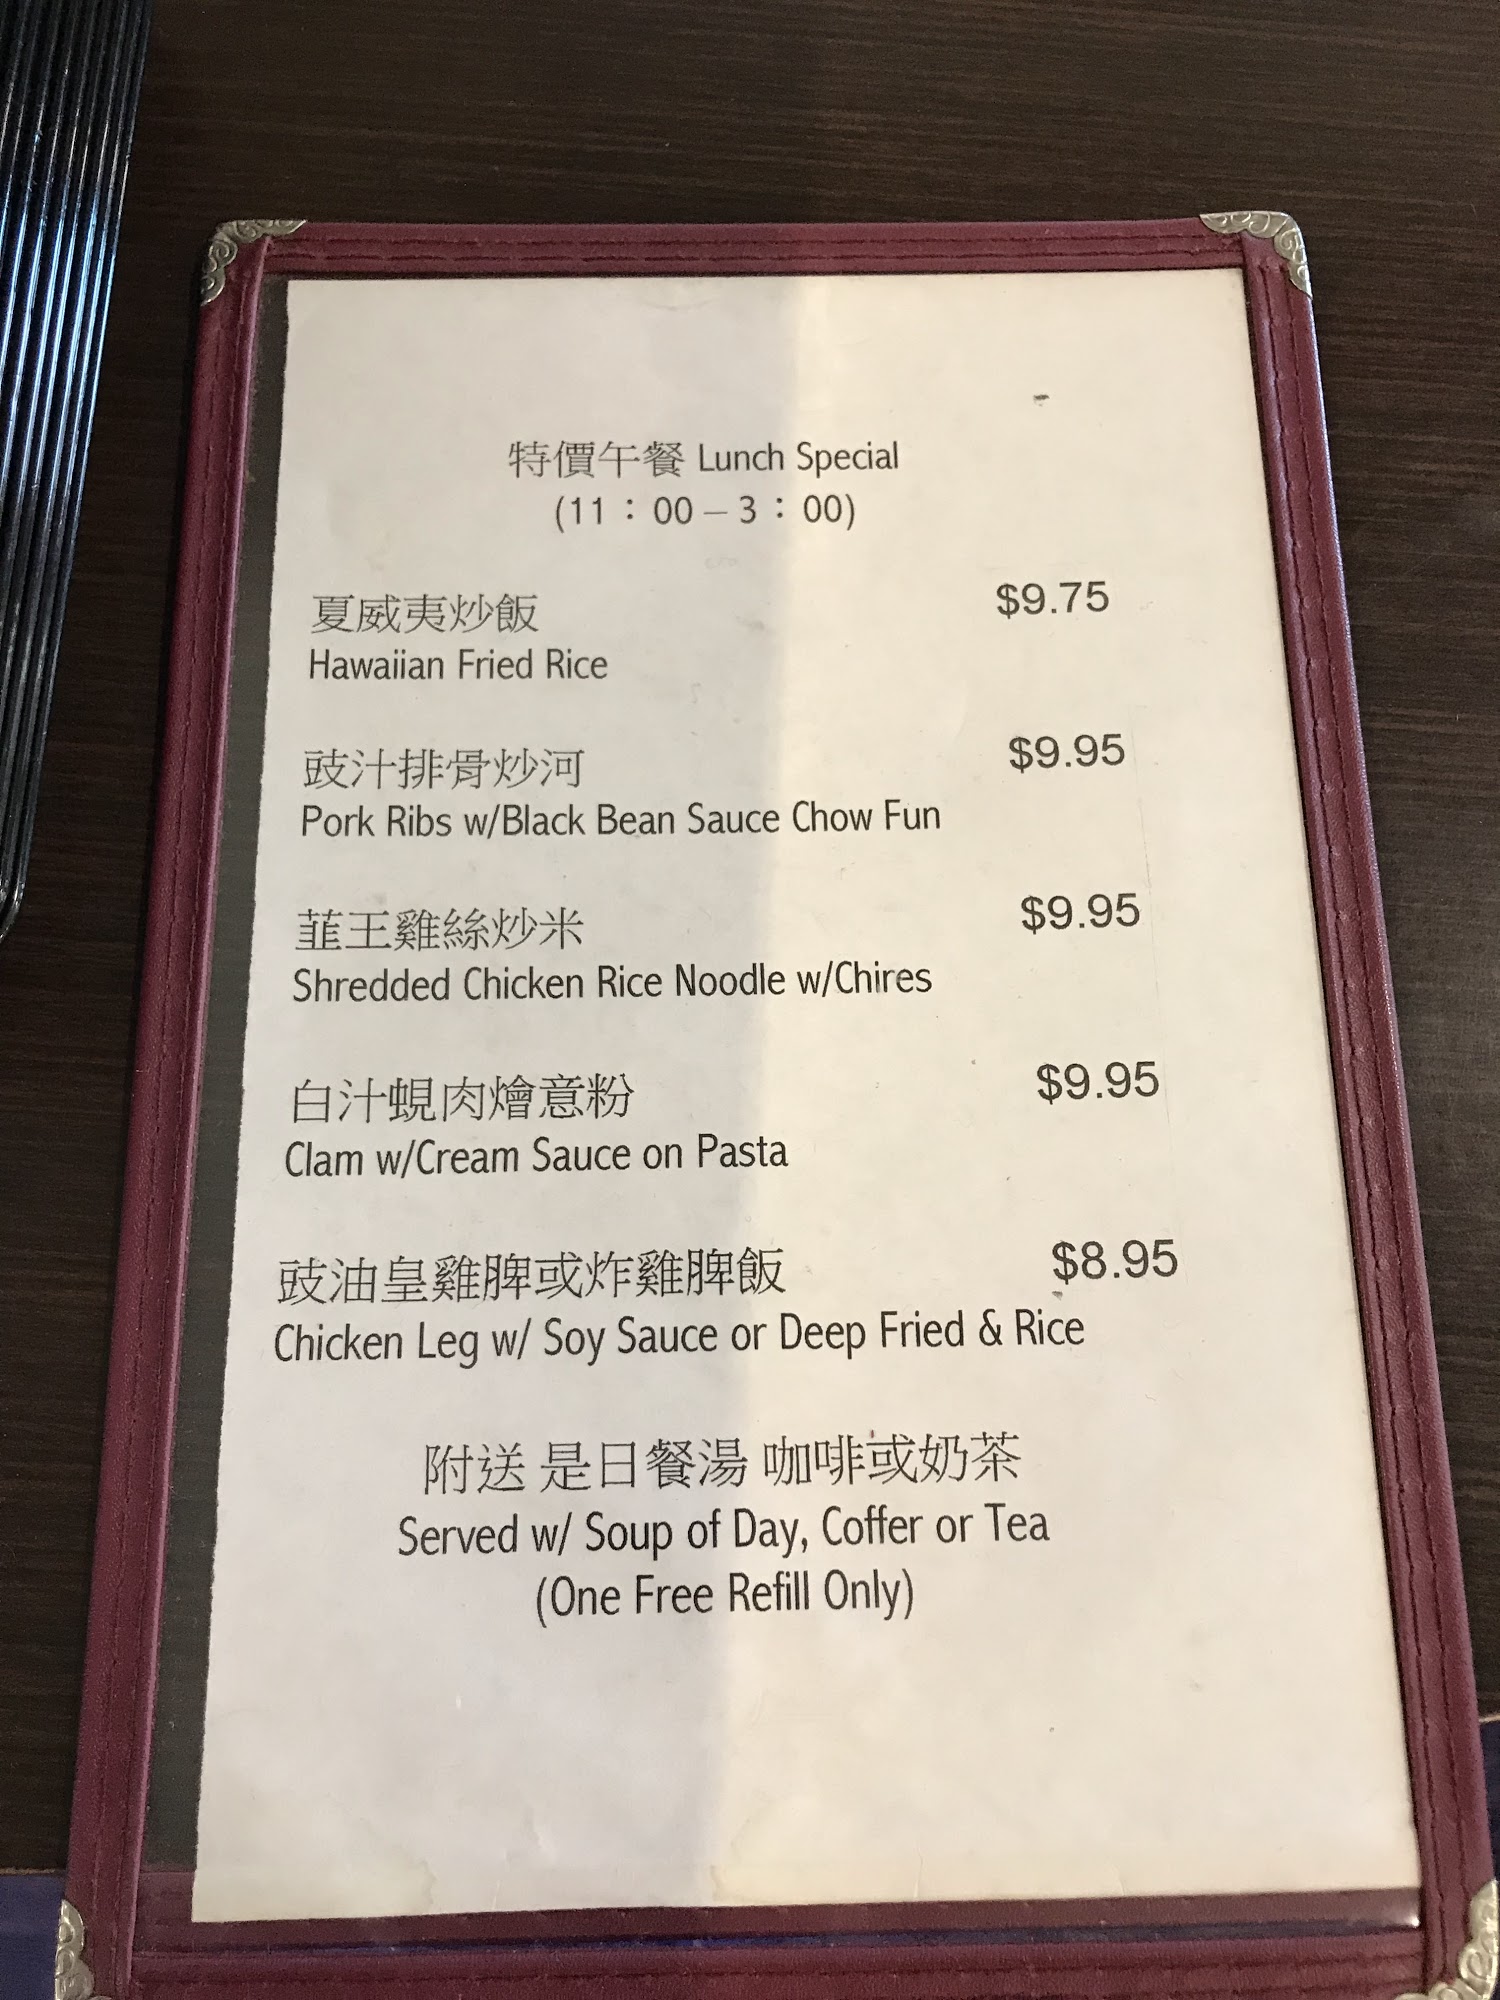 特價午餐 Lunch Special
(11：00 – 3：00)
夏威夷炒飯 $9.75
Hawaiian Fried Rice
豉汁排骨炒河 $9.95
Pork Ribs w/Black Bean Sauce Chow Fun
韮王雞絲炒米 $9.95
Shredded Chicken Rice Noodle w/Chires
白汁蜆肉燴意粉 $9.95
Clam w/Cream Sauce on Pasta
豉油皇雞脾或炸雞脾飯 $8.95
Chicken Leg w/ Soy Sauce or Deep Fried & Rice
附送 是日餐湯 咖啡或奶茶
Served w/ Soup of Day, Coffer or Tea
(One Free Refill Only)